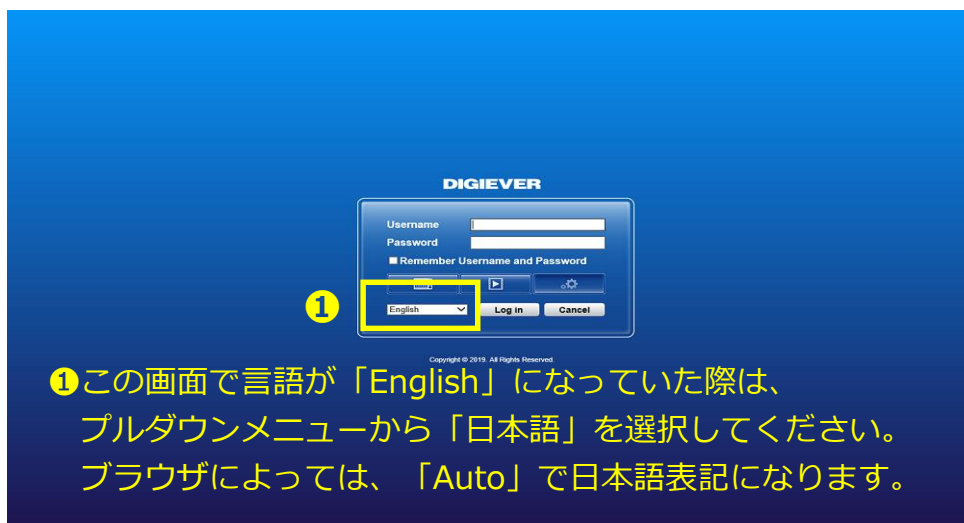 DIGIEVER
Username
Password
Remember Username and Password
English Log in Cancel
❶
Copyright © 2019. All Rights Reserved.
❶この画面で言語が「English」になっていた際は、
プルダウンメニューから「日本語」を選択してください。
ブラウザによっては、「Auto」で日本語表記になります。